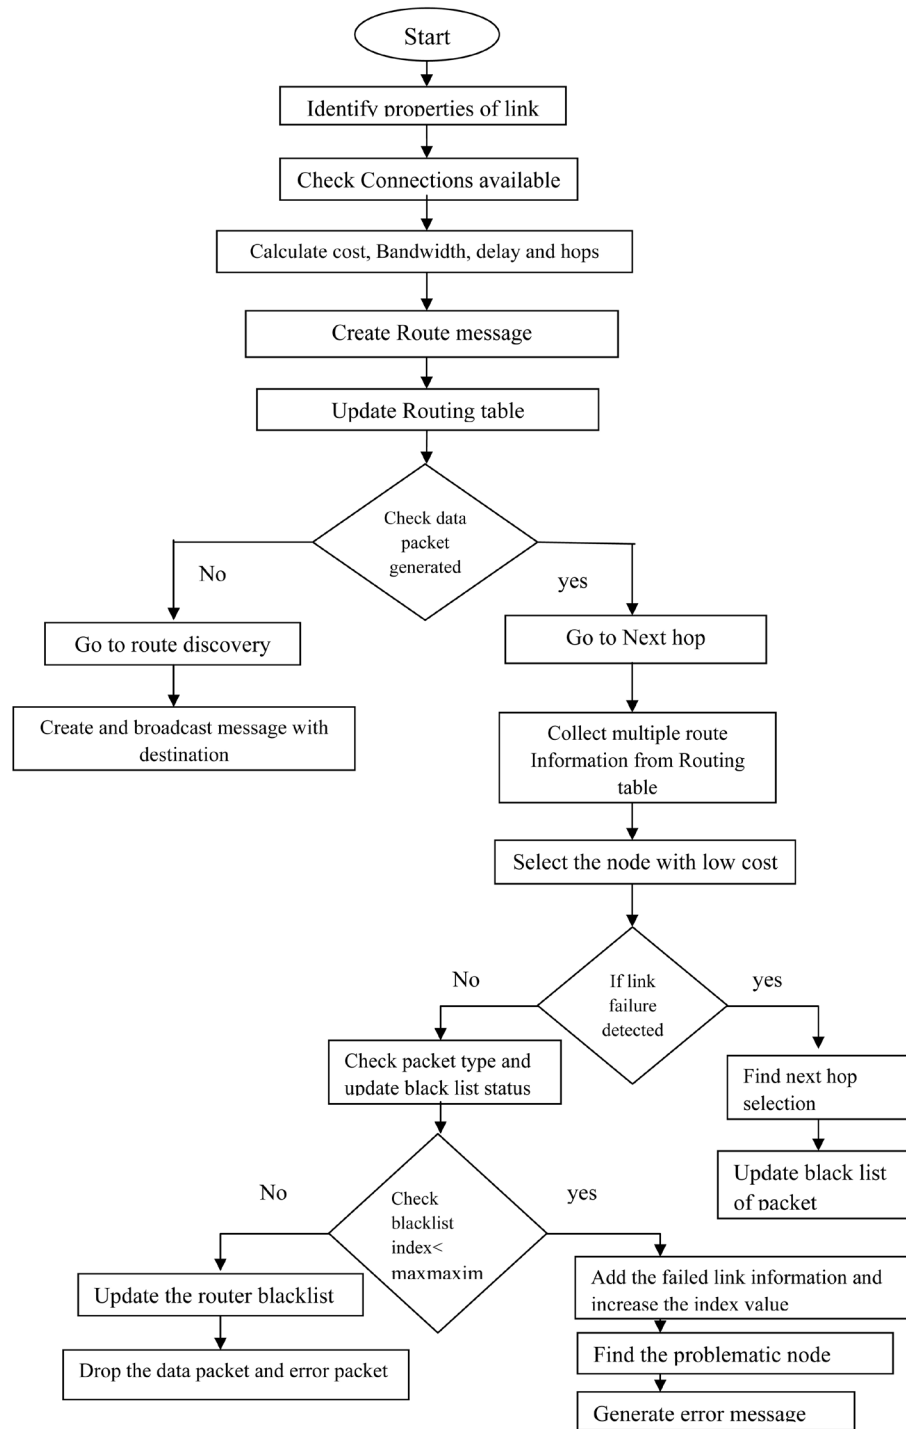 Start
Identify properties of link
Check Connections available
Calculate cost, Bandwidth, delay and hops
Create Route message
Update Routing table
Check data
packet
generated
No
yes
Go to route discovery
Go to Next hop
Create and broadcast message with
destination
Collect multiple route
Information from Routing
table
Select the node with low cost
If link
failure
detected
No
yes
Check packet type and
update black list status
Find next hop
selection
Update black list
of packet
Check
blacklist
index<
maxmaxim
No
yes
Update the router blacklist
Drop the data packet and error packet
Add the failed link information and
increase the index value
Find the problematic node
Generate error message